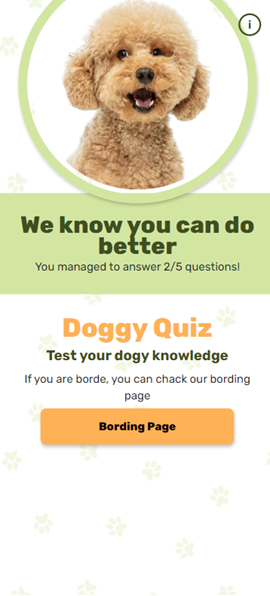 i
We know you can do
better
You managed to answer 2/5 questions!
Doggy Quiz
Test your dogy knowledge
If you are borde, you can chack our bording
page
Bording Page